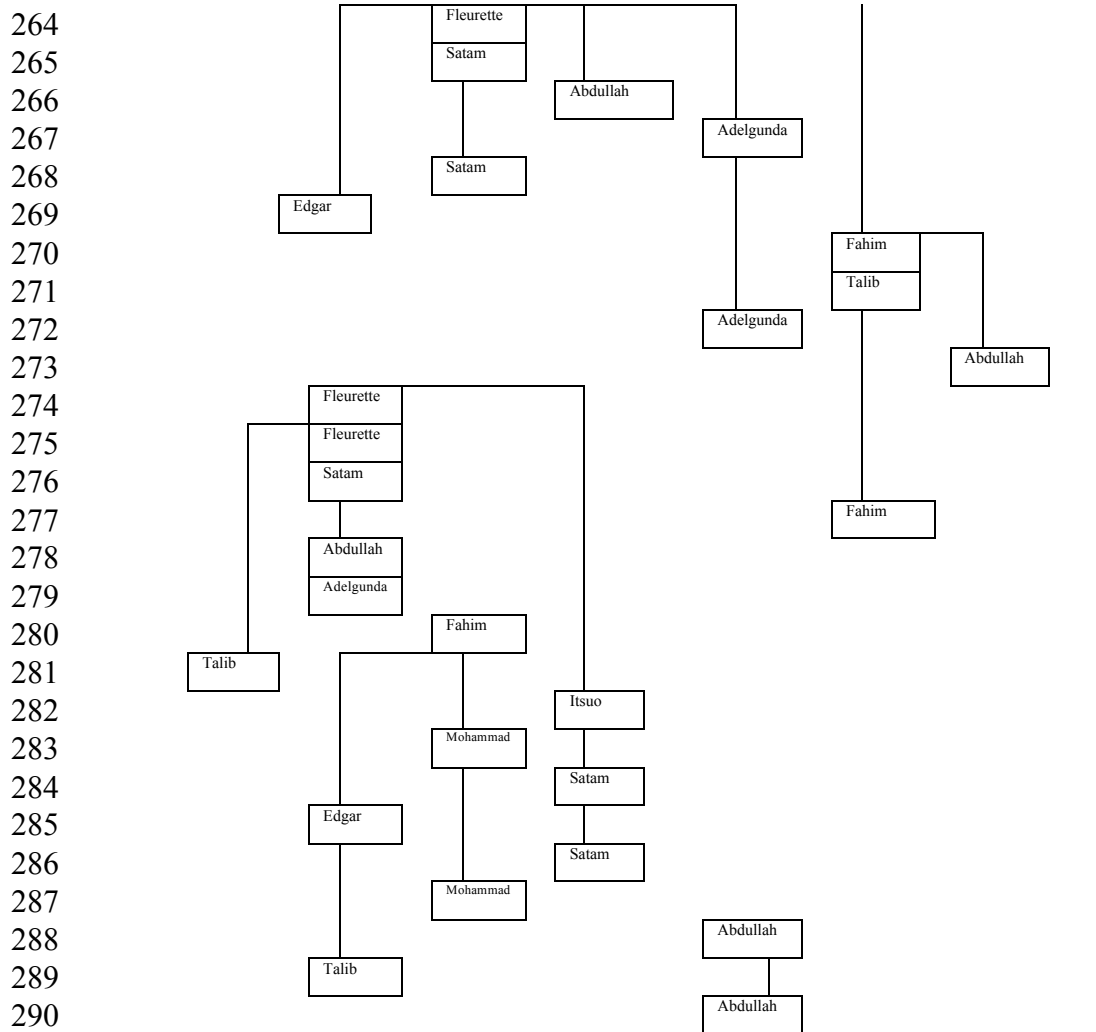 264 Fleurette
265 Satam
266 Abdullah
267 Adelgunda
268 Satam
269 Edgar
270 Fahim
271 Talib
272 Adelgunda
273 Abdullah
274 Fleurette
275 Fleurette
276 Satam
277 Fahim
278 Abdullah
279 Adelgunda
280 Fahim
281 Talib
282 Itsuo
283 Mohammad
284 Satam
285 Edgar
286 Satam
287 Mohammad
288 Abdullah
289 Talib
290 Abdullah